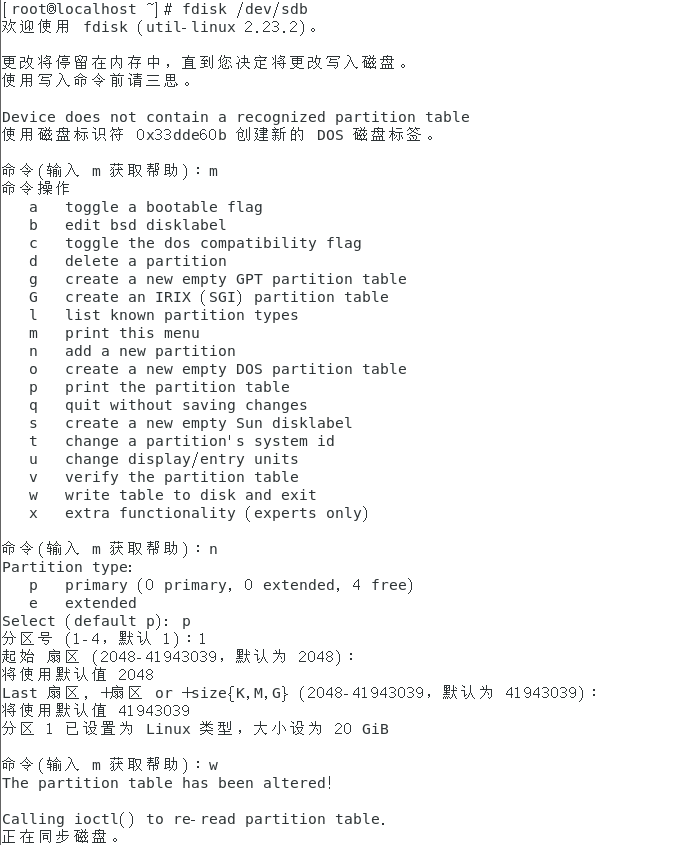 [root@localhost ~]# fdisk /dev/sdb
欢迎使用 fdisk (util-linux 2.23.2)。
更改将停留在内存中，直到您决定将更改写入磁盘。
使用写入命令前请三思。
Device does not contain a recognized partition table
使用磁盘标识符 0x33dde60b 创建新的 DOS 磁盘标签。
命令(输入 m 获取帮助)：m
命令操作
a   toggle a bootable flag
b   edit bsd disklabel
c   toggle the dos compatibility flag
d   delete a partition
g   create a new empty GPT partition table
G   create an IRIX (SGI) partition table
l   list known partition types
m   print this menu
n   add a new partition
o   create a new empty DOS partition table
p   print the partition table
q   quit without saving changes
s   create a new empty Sun disklabel
t   change a partition's system id
u   change display/entry units
v   verify the partition table
w   write table to disk and exit
x   extra functionality (experts only)
命令(输入 m 获取帮助)：n
Partition type:
p   primary (0 primary, 0 extended, 4 free)
e   extended
Select (default p): p
分区号 (1-4，默认 1)：1
起始 扇区 (2048-41943039，默认为 2048)：
将使用默认值 2048
Last 扇区, +扇区 or +size{K,M,G} (2048-41943039，默认为 41943039)：
将使用默认值 41943039
分区 1 已设置为 Linux 类型，大小设为 20 GiB
命令(输入 m 获取帮助)：w
The partition table has been altered!
Calling ioctl() to re-read partition table.
正在同步磁盘。